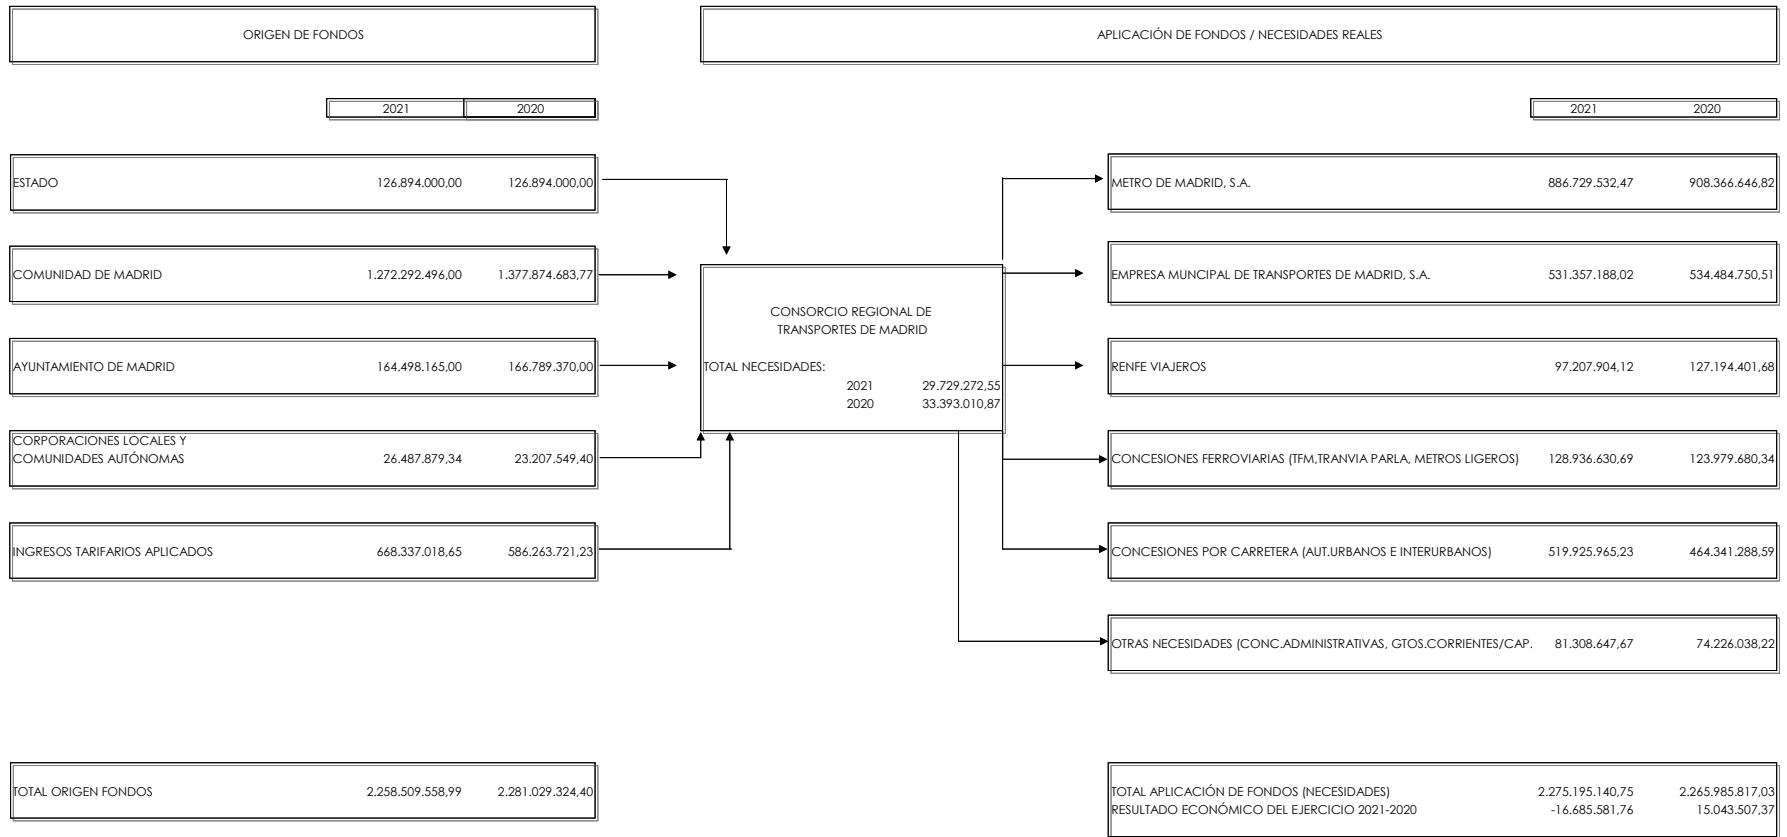 ORIGEN DE FONDOS
APLICACIÓN DE FONDOS / NECESIDADES REALES
2021 2020
2021 2020
ESTADO 126.894.000,00 126.894.000,00
METRO DE MADRID, S.A. 886.729.532,47 908.366.646,82
COMUNIDAD DE MADRID 1.272.292.496,00 1.377.874.683,77
EMPRESA MUNCIPAL DE TRANSPORTES DE MADRID, S.A. 531.357.188,02 534.484.750,51
CONSORCIO REGIONAL DE
TRANSPORTES DE MADRID
TOTAL NECESIDADES:
2021 29.729.272,55
2020 33.393.010,87
AYUNTAMIENTO DE MADRID 164.498.165,00 166.789.370,00
RENFE VIAJEROS 97.207.904,12 127.194.401,68
CORPORACIONES LOCALES Y
COMUNIDADES AUTÓNOMAS 26.487.879,34 23.207.549,40
CONCESIONES FERROVIARIAS (TFM,TRANVIA PARLA, METROS LIGEROS) 128.936.630,69 123.979.680,34
INGRESOS TARIFARIOS APLICADOS 668.337.018,65 586.263.721,23
CONCESIONES POR CARRETERA (AUT.URBANOS E INTERURBANOS) 519.925.965,23 464.341.288,59
OTRAS NECESIDADES (CONC.ADMINISTRATIVAS, GTOS.CORRIENTES/CAP. 81.308.647,67 74.226.038,22
TOTAL ORIGEN FONDOS 2.258.509.558,99 2.281.029.324,40
TOTAL APLICACIÓN DE FONDOS (NECESIDADES) 2.275.195.140,75 2.265.985.817,03
RESULTADO ECONÓMICO DEL EJERCICIO 2021-2020 -16.685.581,76 15.043.507,37